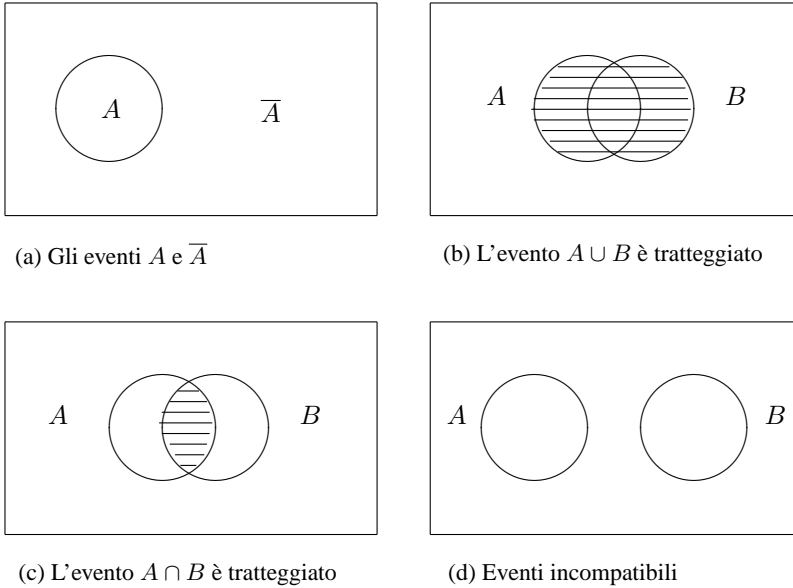 A
A̅
(a) Gli eventi A e A̅
A
B
(b) L'evento A ∪ B è tratteggiato
A
B
(c) L'evento A ∩ B è tratteggiato
A
B
(d) Eventi incompatibili